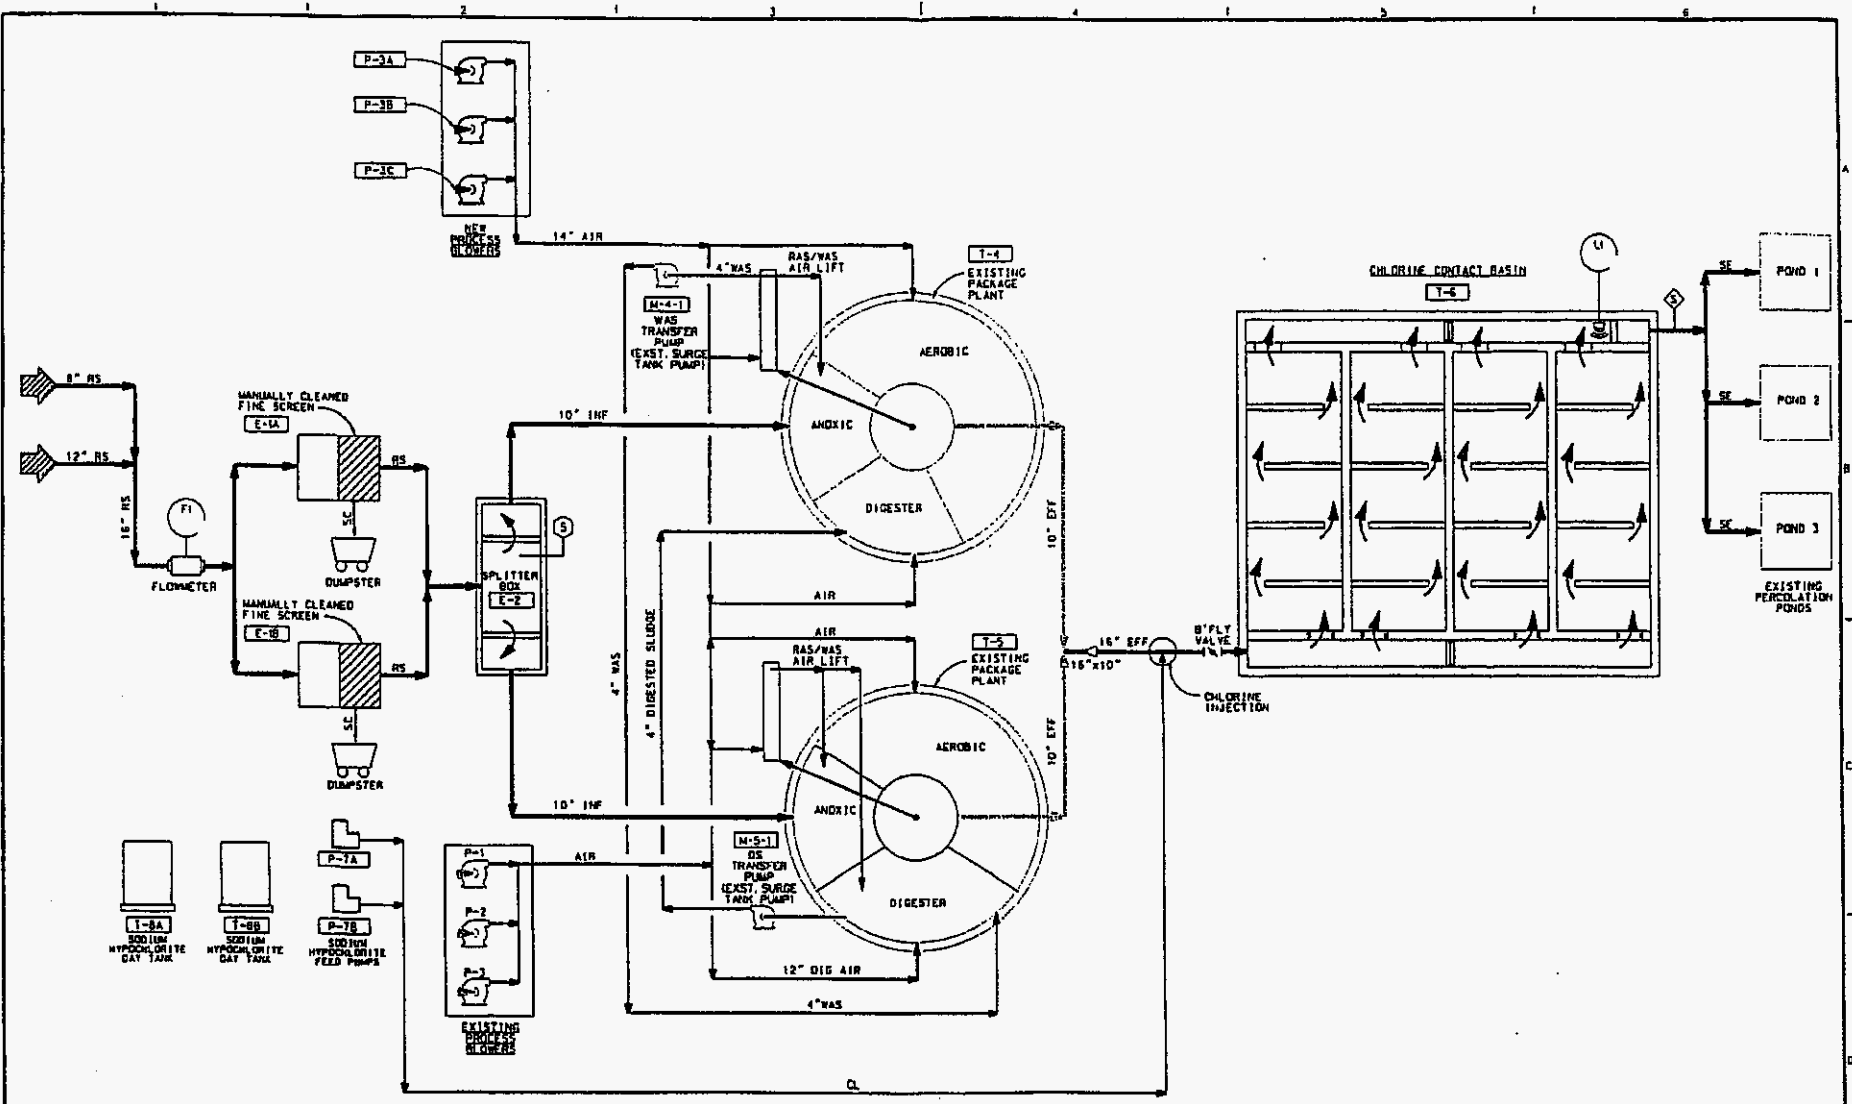 2
1
3
4
5
6
A
B
C
D
P-3A
P-3B
P-3C
NEW
PROCESS
BLOWERS
14" AIR
4"WAS
RAS/WAS
AIR LIFT
T-4
EXISTING
PACKAGE
PLANT
M-4-1
WAS
TRANSFER
PUMP
(EXST. SURGE
TANK PUMP)
AEROBIC
ANOXIC
DIGESTER
8" RS
12" RS
16" RS
FI
FLOWMETER
MANUALLY CLEANED
FINE SCREEN
E-1A
RS
SC
DUMPSTER
MANUALLY CLEANED
FINE SCREEN
E-1B
RS
SC
DUMPSTER
SPLITTER
BOX
E-2
S
10" INF
10" INF
4" WAS
4" DIGESTED SLUDGE
AIR
AIR
RAS/WAS
AIR LIFT
T-5
EXISTING
PACKAGE
PLANT
AEROBIC
ANOXIC
DIGESTER
M-5-1
DS
TRANSFER
PUMP
(EXST. SURGE
TANK PUMP)
10" EFF
10" EFF
16" EFF
16"x10"
B'FLY
VALVE
CHLORINE
INJECTION
CHLORINE CONTACT BASIN
T-6
LI
S
SE
POND 1
SE
POND 2
SE
POND 3
EXISTING
PERCOLATION
PONDS
T-8A
SODIUM
HYPOCHLORITE
DAY TANK
T-8B
SODIUM
HYPOCHLORITE
DAY TANK
P-7A
P-7B
SODIUM
HYPOCHLORITE
FEED PUMPS
P-1
P-2
P-3
EXISTING
PROCESS
BLOWERS
AIR
12" DIG AIR
4"WAS
CL